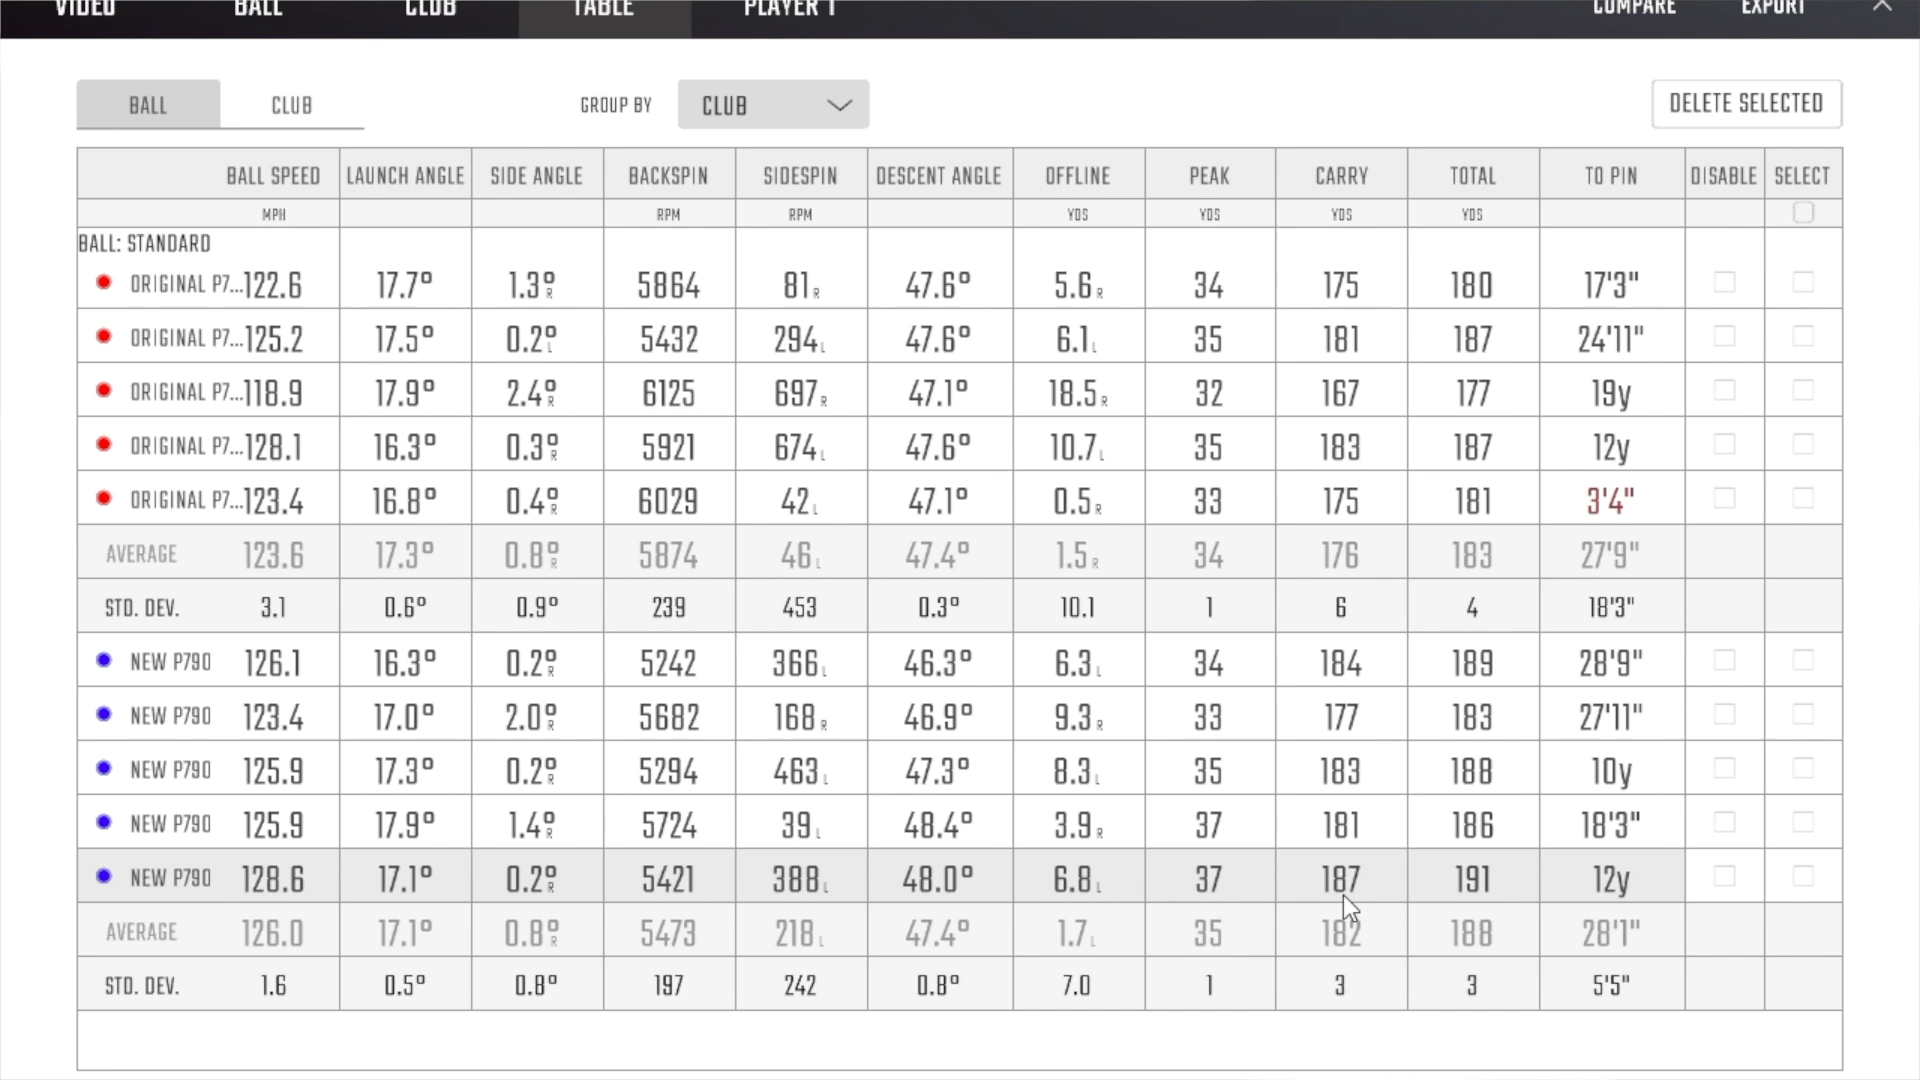 VIDEO BALL CLUB TABLE PLAYER 1 COMPARE EXPORT
BALL CLUB GROUP BY CLUB DELETE SELECTED
BALL SPEED LAUNCH ANGLE SIDE ANGLE BACKSPIN SIDESPIN DESCENT ANGLE OFFLINE PEAK CARRY TOTAL TO PIN DISABLE SELECT
MPH RPM RPM YDS YDS YDS YDS
BALL: STANDARD
ORIGINAL P7... 122.6 17.7° 1.3° R 5864 81 R 47.6° 5.6 R 34 175 180 17'3"
ORIGINAL P7... 125.2 17.5° 0.2° L 5432 294 L 47.6° 6.1 L 35 181 187 24'11"
ORIGINAL P7... 118.9 17.9° 2.4° R 6125 697 R 47.1° 18.5 R 32 167 177 19y
ORIGINAL P7... 128.1 16.3° 0.3° R 5921 674 L 47.6° 10.7 L 35 183 187 12y
ORIGINAL P7... 123.4 16.8° 0.4° R 6029 42 L 47.1° 0.5 R 33 175 181 3'4"
AVERAGE 123.6 17.3° 0.8° R 5874 46 L 47.4° 1.5 R 34 176 183 27'9"
STD. DEV. 3.1 0.6° 0.9° 239 453 0.3° 10.1 1 6 4 18'3"
NEW P790 126.1 16.3° 0.2° R 5242 366 L 46.3° 6.3 L 34 184 189 28'9"
NEW P790 123.4 17.0° 2.0° R 5682 168 R 46.9° 9.3 R 33 177 183 27'11"
NEW P790 125.9 17.3° 0.2° R 5294 463 L 47.3° 8.3 L 35 183 188 10y
NEW P790 125.9 17.9° 1.4° R 5724 39 L 48.4° 3.9 R 37 181 186 18'3"
NEW P790 128.6 17.1° 0.2° R 5421 388 L 48.0° 6.8 L 37 187 191 12y
AVERAGE 126.0 17.1° 0.8° R 5473 218 L 47.4° 1.7 L 35 182 188 28'1"
STD. DEV. 1.6 0.5° 0.8° 197 242 0.8° 7.0 1 3 3 5'5"